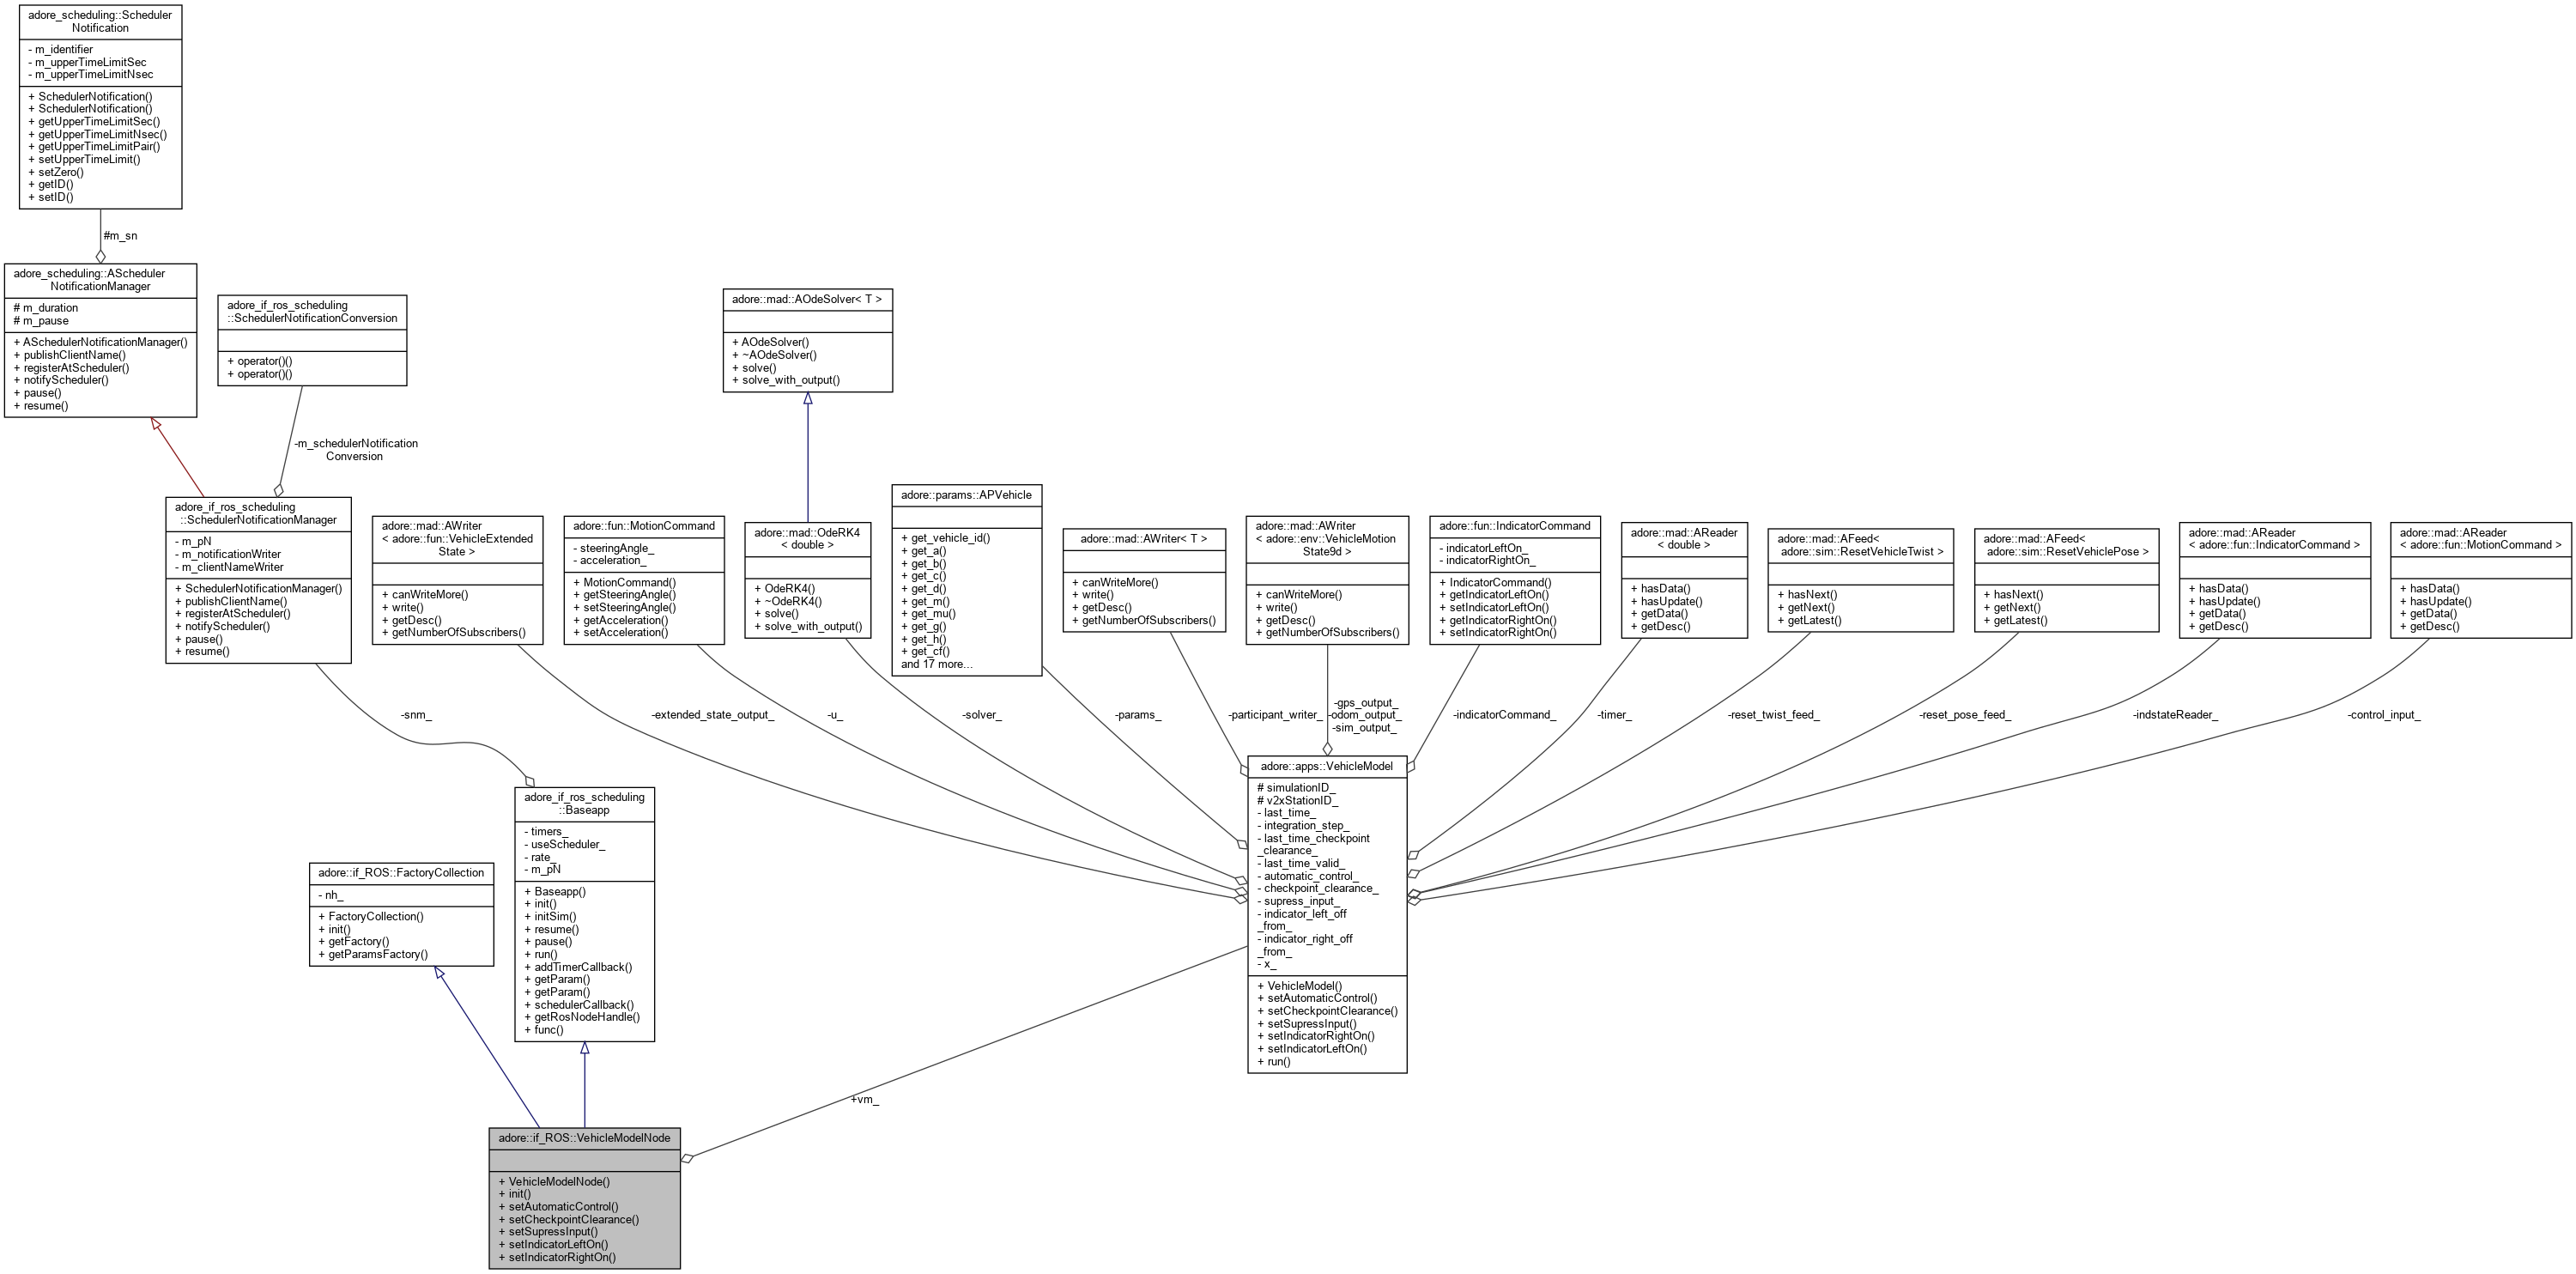 adore_scheduling::Scheduler
Notification
- m_identifier
- m_upperTimeLimitSec
- m_upperTimeLimitNsec
+ SchedulerNotification()
+ SchedulerNotification()
+ getUpperTimeLimitSec()
+ getUpperTimeLimitNsec()
+ getUpperTimeLimitPair()
+ setUpperTimeLimit()
+ setZero()
+ getID()
+ setID()
#m_sn
adore_scheduling::AScheduler
NotificationManager
# m_duration
# m_pause
+ ASchedulerNotificationManager()
+ publishClientName()
+ registerAtScheduler()
+ notifyScheduler()
+ pause()
+ resume()
adore_if_ros_scheduling
::SchedulerNotificationConversion
+ operator()()
+ operator()()
-m_schedulerNotification
Conversion
adore_if_ros_scheduling
::SchedulerNotificationManager
- m_pN
- m_notificationWriter
- m_clientNameWriter
+ SchedulerNotificationManager()
+ publishClientName()
+ registerAtScheduler()
+ notifyScheduler()
+ pause()
+ resume()
adore::mad::AWriter
< adore::fun::VehicleExtended
State >
+ canWriteMore()
+ write()
+ getDesc()
+ getNumberOfSubscribers()
adore::fun::MotionCommand
- steeringAngle_
- acceleration_
+ MotionCommand()
+ getSteeringAngle()
+ setSteeringAngle()
+ getAcceleration()
+ setAcceleration()
adore::mad::AOdeSolver< T >
+ AOdeSolver()
+ ~AOdeSolver()
+ solve()
+ solve_with_output()
adore::mad::OdeRK4
< double >
+ OdeRK4()
+ ~OdeRK4()
+ solve()
+ solve_with_output()
adore::params::APVehicle
+ get_vehicle_id()
+ get_a()
+ get_b()
+ get_c()
+ get_d()
+ get_m()
+ get_mu()
+ get_g()
+ get_h()
+ get_cf()
and 17 more...
adore::mad::AWriter< T >
+ canWriteMore()
+ write()
+ getDesc()
+ getNumberOfSubscribers()
adore::mad::AWriter
< adore::env::VehicleMotion
State9d >
+ canWriteMore()
+ write()
+ getDesc()
+ getNumberOfSubscribers()
adore::fun::IndicatorCommand
- indicatorLeftOn_
- indicatorRightOn_
+ IndicatorCommand()
+ getIndicatorLeftOn()
+ setIndicatorLeftOn()
+ getIndicatorRightOn()
+ setIndicatorRightOn()
adore::mad::AReader
< double >
+ hasData()
+ hasUpdate()
+ getData()
+ getDesc()
adore::mad::AFeed<
adore::sim::ResetVehicleTwist >
+ hasNext()
+ getNext()
+ getLatest()
adore::mad::AFeed<
adore::sim::ResetVehiclePose >
+ hasNext()
+ getNext()
+ getLatest()
adore::mad::AReader
< adore::fun::IndicatorCommand >
+ hasData()
+ hasUpdate()
+ getData()
+ getDesc()
adore::mad::AReader
< adore::fun::MotionCommand >
+ hasData()
+ hasUpdate()
+ getData()
+ getDesc()
-snm_
-extended_state_output_
-u_
-solver_
-params_
-participant_writer_
-gps_output_
-odom_output_
-sim_output_
-indicatorCommand_
-timer_
-reset_twist_feed_
-reset_pose_feed_
-indstateReader_
-control_input_
adore_if_ros_scheduling
::Baseapp
- timers_
- useScheduler_
- rate_
- m_pN
+ Baseapp()
+ init()
+ initSim()
+ resume()
+ pause()
+ run()
+ addTimerCallback()
+ getParam()
+ getParam()
+ schedulerCallback()
+ getRosNodeHandle()
+ func()
adore::apps::VehicleModel
# simulationID_
# v2xStationID_
- last_time_
- integration_step_
- last_time_checkpoint
_clearance_
- last_time_valid_
- automatic_control_
- checkpoint_clearance_
- supress_input_
- indicator_left_off
_from_
- indicator_right_off
_from_
- x_
+ VehicleModel()
+ setAutomaticControl()
+ setCheckpointClearance()
+ setSupressInput()
+ setIndicatorRightOn()
+ setIndicatorLeftOn()
+ run()
adore::if_ROS::FactoryCollection
- nh_
+ FactoryCollection()
+ init()
+ getFactory()
+ getParamsFactory()
+vm_
adore::if_ROS::VehicleModelNode
+ VehicleModelNode()
+ init()
+ setAutomaticControl()
+ setCheckpointClearance()
+ setSupressInput()
+ setIndicatorLeftOn()
+ setIndicatorRightOn()